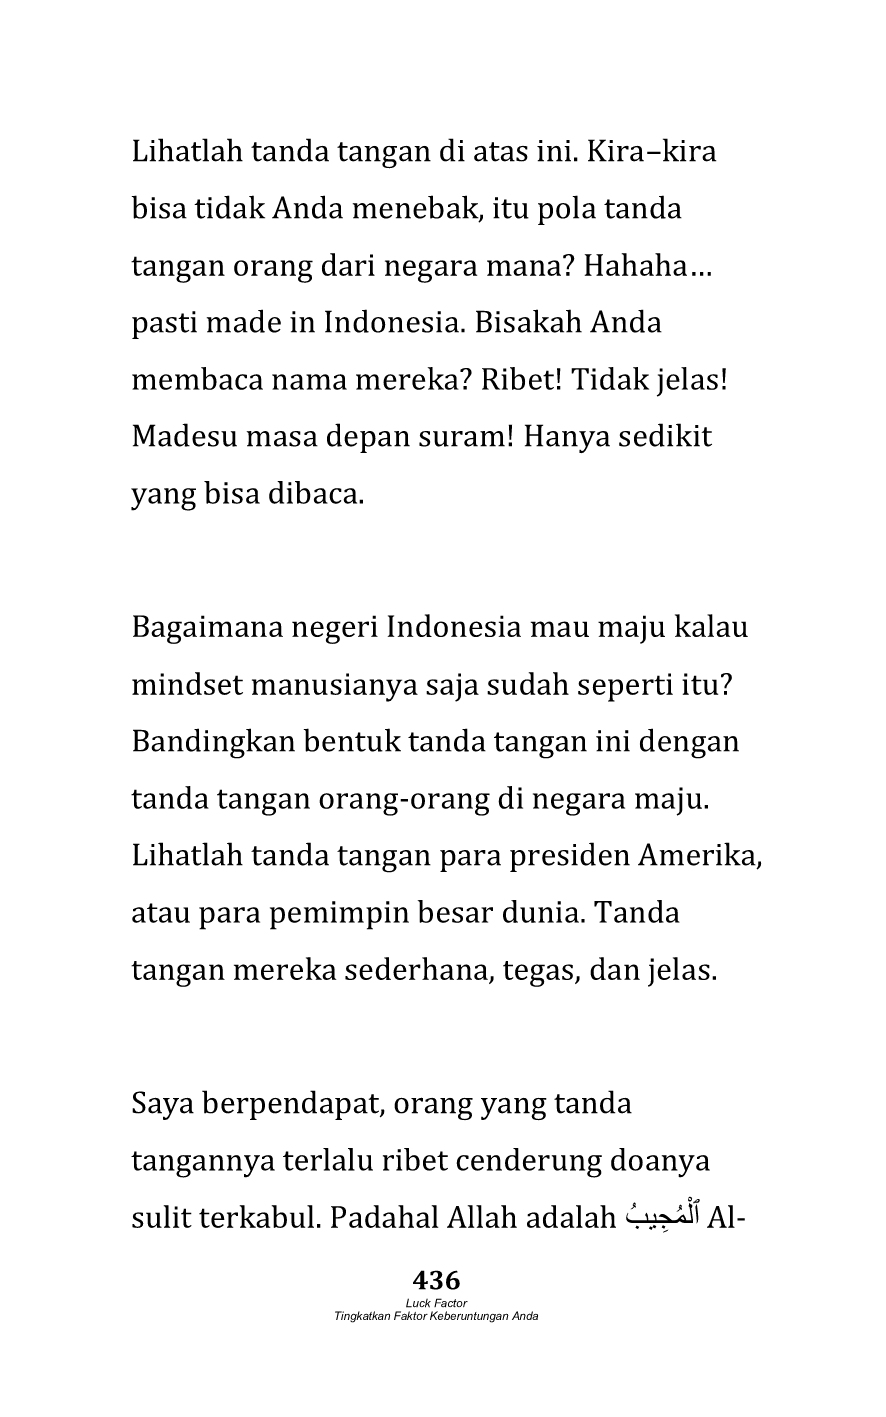 Lihatlah tanda tangan di atas ini. Kira–kira
bisa tidak Anda menebak, itu pola tanda
tangan orang dari negara mana? Hahaha…
pasti made in Indonesia. Bisakah Anda
membaca nama mereka? Ribet! Tidak jelas!
Madesu masa depan suram! Hanya sedikit
yang bisa dibaca.
Bagaimana negeri Indonesia mau maju kalau
mindset manusianya saja sudah seperti itu?
Bandingkan bentuk tanda tangan ini dengan
tanda tangan orang-orang di negara maju.
Lihatlah tanda tangan para presiden Amerika,
atau para pemimpin besar dunia. Tanda
tangan mereka sederhana, tegas, dan jelas.
Saya berpendapat, orang yang tanda
tangannya terlalu ribet cenderung doanya
sulit terkabul. Padahal Allah adalah ٱلْمُجِيبُ Al-
436
Luck Factor
Tingkatkan Faktor Keberuntungan Anda